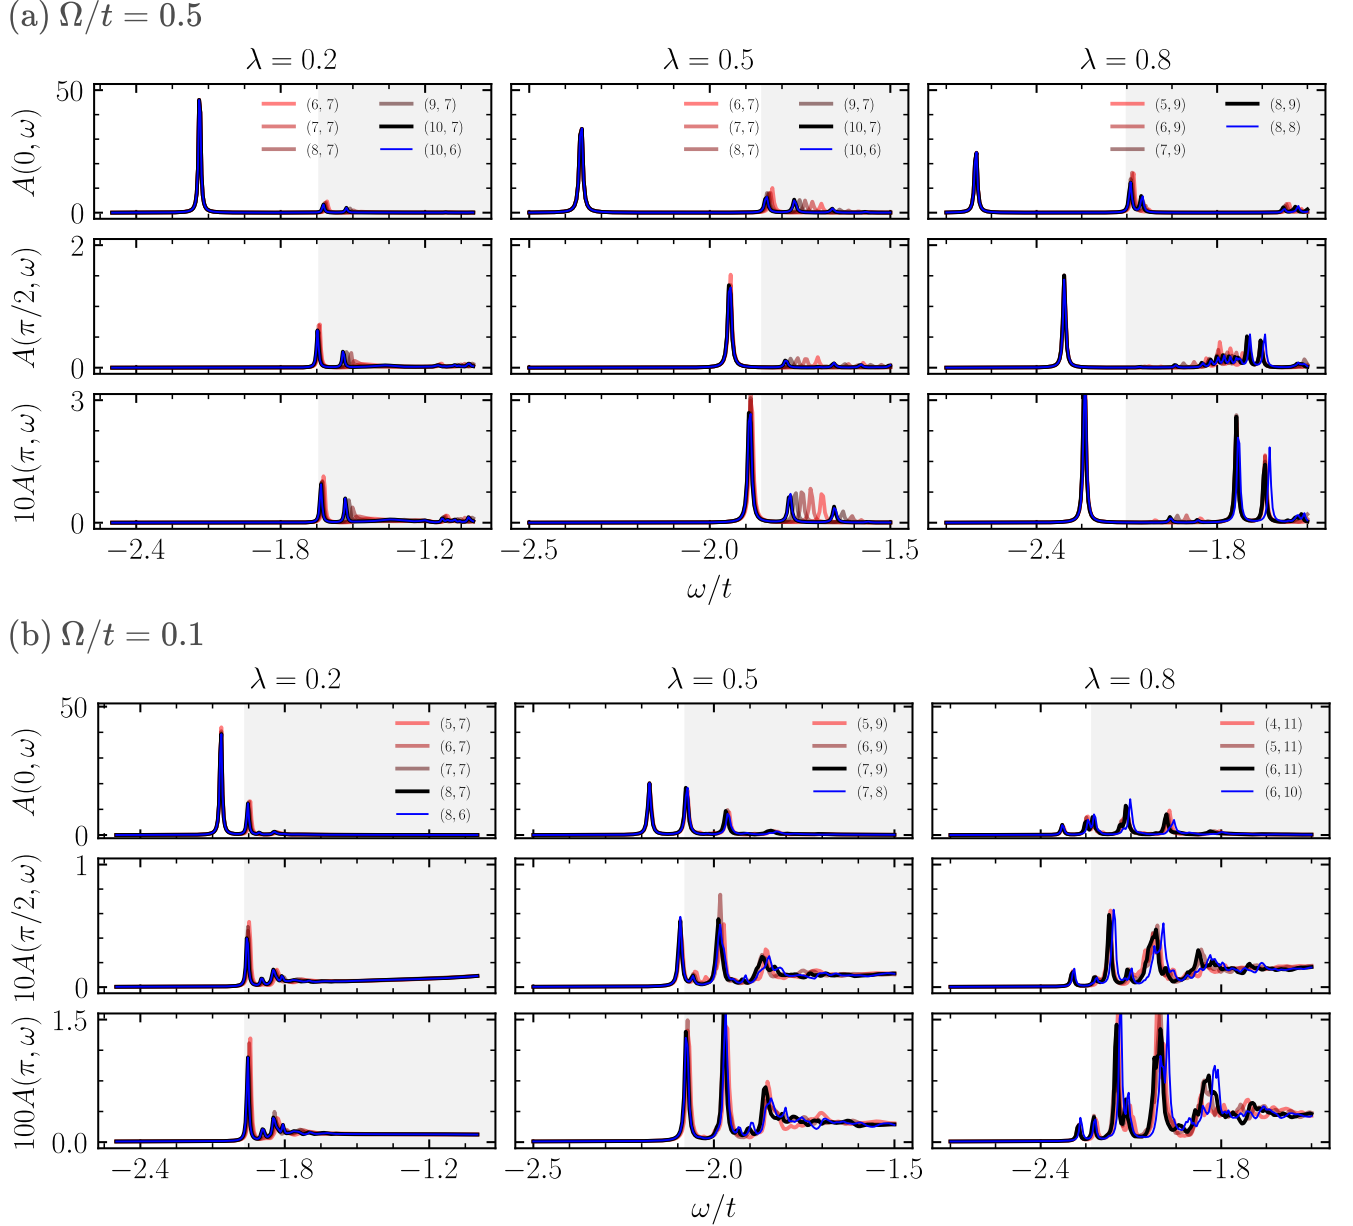 (a) Ω/t = 0.5
λ = 0.2
λ = 0.5
λ = 0.8
A(0, ω)
50
0
(6, 7)
(7, 7)
(8, 7)
(9, 7)
(10, 7)
(10, 6)
(6, 7)
(7, 7)
(8, 7)
(9, 7)
(10, 7)
(10, 6)
(5, 9)
(6, 9)
(7, 9)
(8, 9)
(8, 8)
A(π/2, ω)
2
0
10A(π, ω)
3
0
−2.4 −1.8 −1.2
−2.5 −2.0 −1.5
−2.4 −1.8
ω/t
(b) Ω/t = 0.1
λ = 0.2
λ = 0.5
λ = 0.8
A(0, ω)
50
0
(5, 7)
(6, 7)
(7, 7)
(8, 7)
(8, 6)
(5, 9)
(6, 9)
(7, 9)
(7, 8)
(4, 11)
(5, 11)
(6, 11)
(6, 10)
10A(π/2, ω)
1
0
100A(π, ω)
1.5
0.0
−2.4 −1.8 −1.2
−2.5 −2.0 −1.5
−2.4 −1.8
ω/t